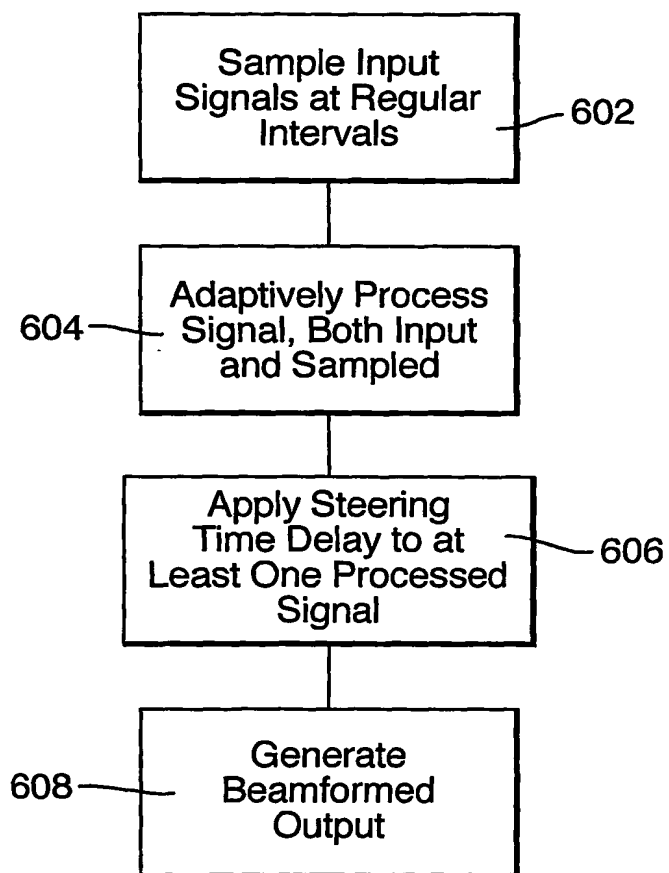 Sample Input
Signals at Regular
Intervals
602
Adaptively Process
Signal, Both Input
and Sampled
604
Apply Steering
Time Delay to at
Least One Processed
Signal
606
Generate
Beamformed
Output
608